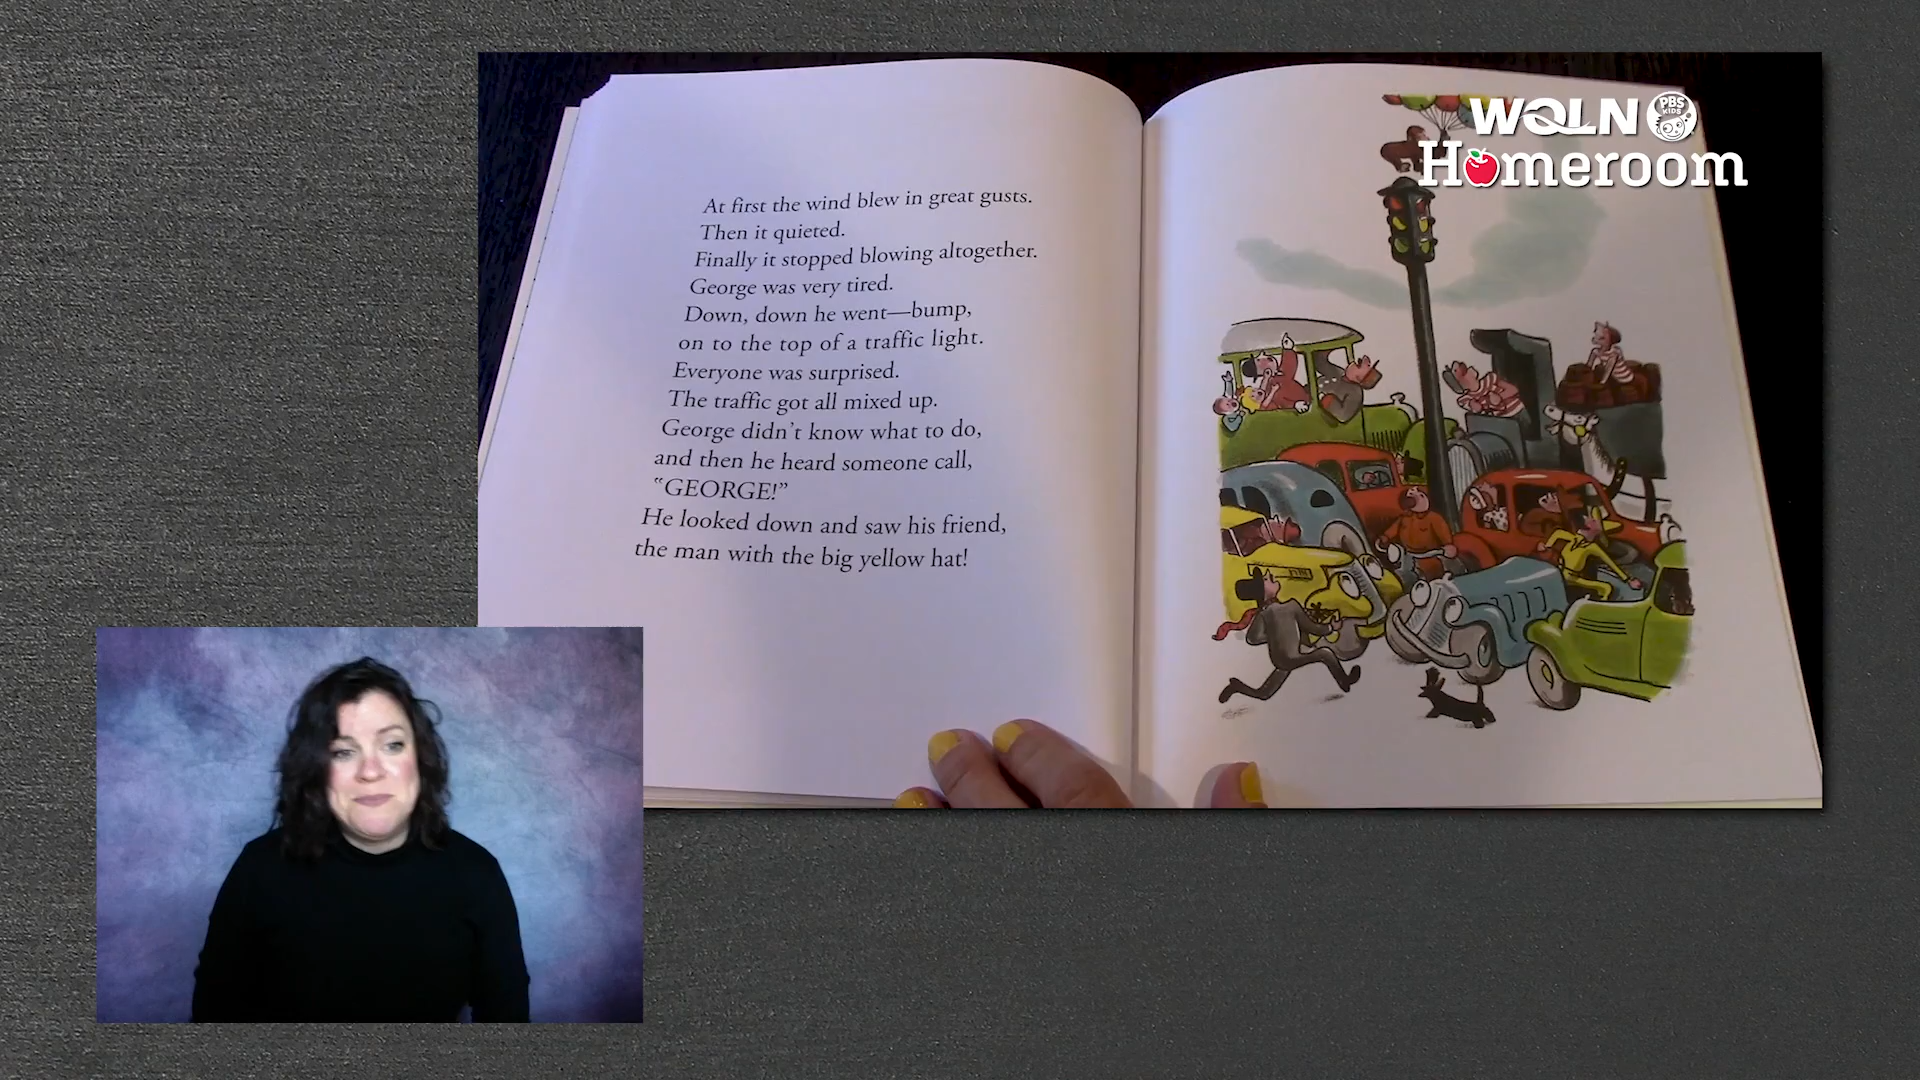 At first the wind blew in great gusts.
Then it quieted.
Finally it stopped blowing altogether.
George was very tired.
Down, down he went—bump,
on to the top of a traffic light.
Everyone was surprised.
The traffic got all mixed up.
George didn't know what to do,
and then he heard someone call,
“GEORGE!”
He looked down and saw his friend,
the man with the big yellow hat!
WQLN
PBS
KIDS
Homeroom